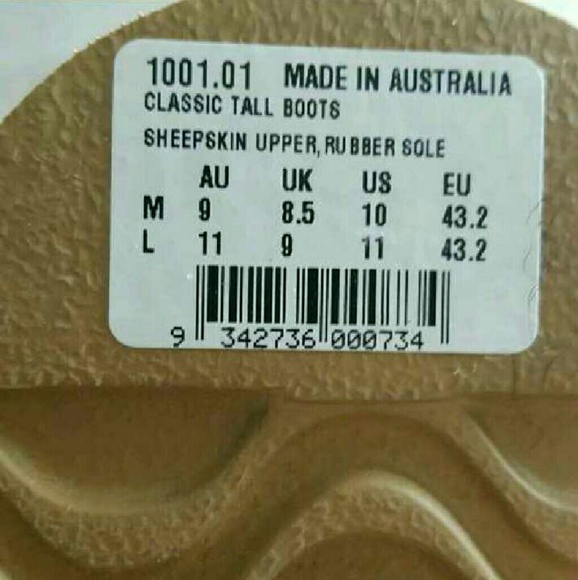 1001.01 MADE IN AUSTRALIA
CLASSIC TALL BOOTS
SHEEPSKIN UPPER, RUBBER SOLE
AU UK US EU
M 9 8.5 10 43.2
L 11 9 11 43.2
9 342736 000734